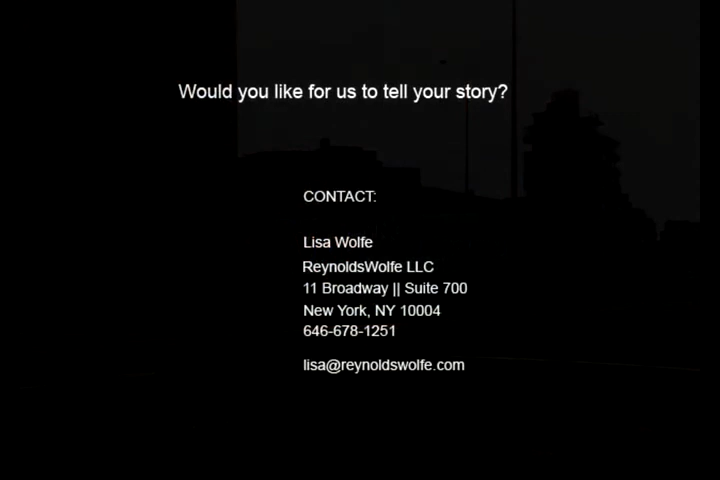 Would you like for us to tell your story?
CONTACT:
Lisa Wolfe
ReynoldsWolfe LLC
11 Broadway || Suite 700
New York, NY 10004
646-678-1251
lisa@reynoldswolfe.com